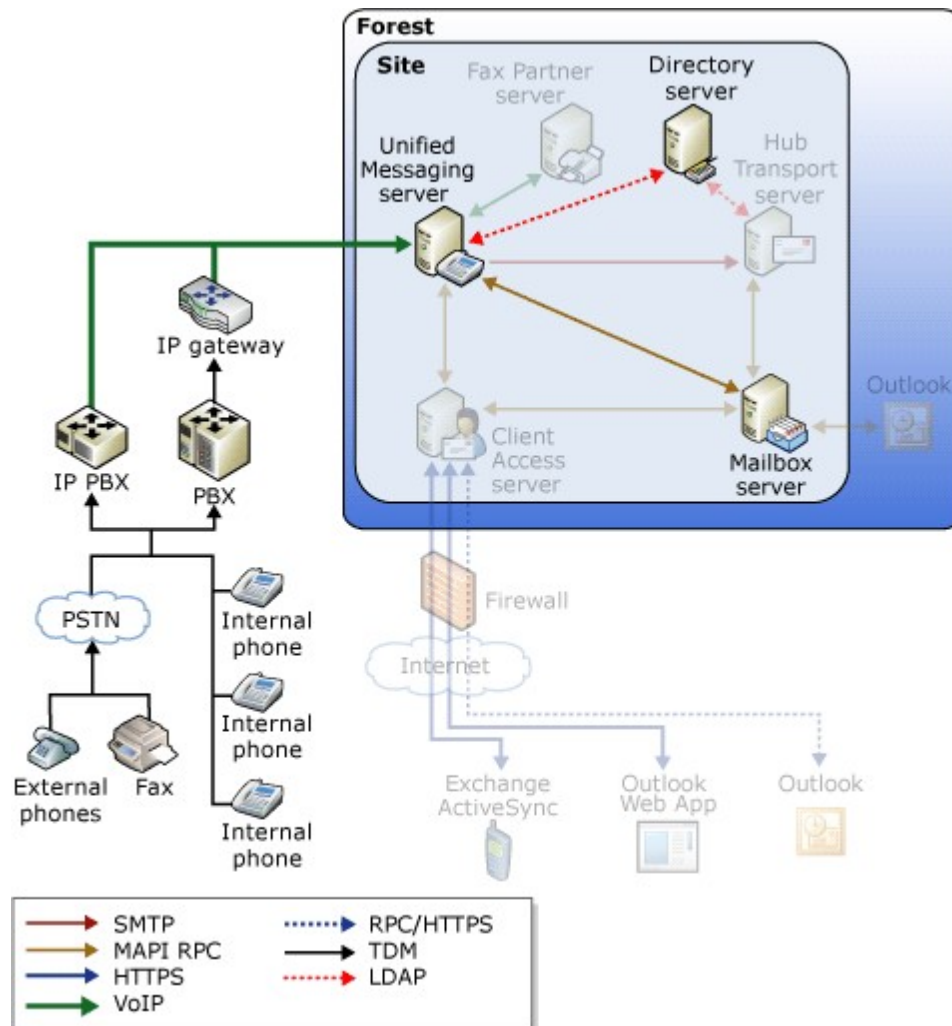 Forest
Site
Fax Partner
server
Directory
server
Unified
Messaging
server
Hub
Transport
server
IP gateway
Outlook
IP PBX
PBX
Client
Access
server
Mailbox
server
PSTN
Internal
phone
Firewall
Internet
Internal
phone
External
phones
Fax
Internal
phone
Exchange
ActiveSync
Outlook
Web App
Outlook
SMTP
MAPI RPC
HTTPS
VoIP
RPC/HTTPS
TDM
LDAP